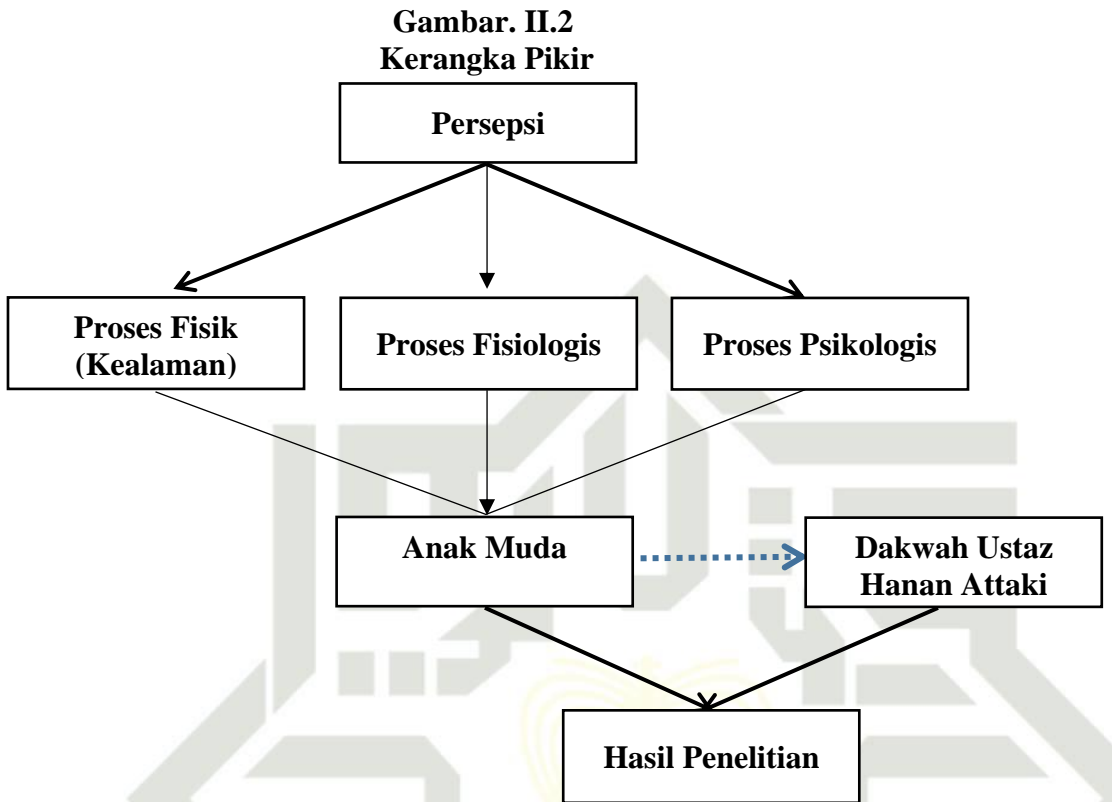 Gambar. II.2
Kerangka Pikir
Persepsi
Proses Fisik
(Kealaman)
Proses Fisiologis
Proses Psikologis
Anak Muda
Dakwah Ustaz
Hanan Attaki
Hasil Penelitian